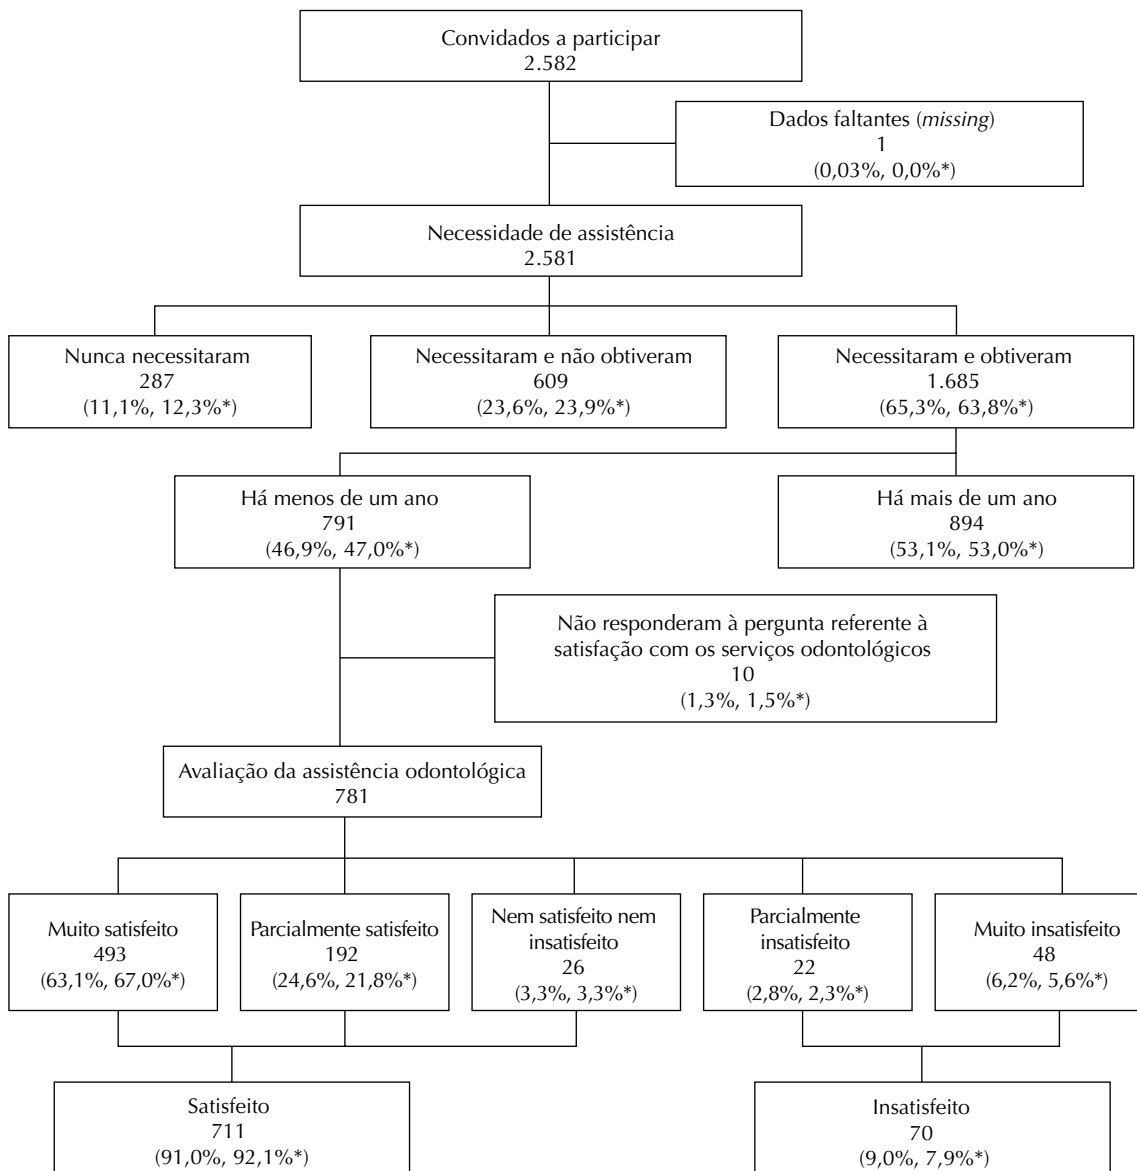 Convidados a participar
2.582
Dados faltantes (missing)
1
(0,03%, 0,0%*)
Necessidade de assistência
2.581
Nunca necessitaram
287
(11,1%, 12,3%*)
Necessitaram e não obtiveram
609
(23,6%, 23,9%*)
Necessitaram e obtiveram
1.685
(65,3%, 63,8%*)
Há menos de um ano
791
(46,9%, 47,0%*)
Há mais de um ano
894
(53,1%, 53,0%*)
Não responderam à pergunta referente à
satisfação com os serviços odontológicos
10
(1,3%, 1,5%*)
Avaliação da assistência odontológica
781
Muito satisfeito
493
(63,1%, 67,0%*)
Parcialmente satisfeito
192
(24,6%, 21,8%*)
Nem satisfeito nem
insatisfeito
26
(3,3%, 3,3%*)
Parcialmente
insatisfeito
22
(2,8%, 2,3%*)
Muito insatisfeito
48
(6,2%, 5,6%*)
Satisfeito
711
(91,0%, 92,1%*)
Insatisfeito
70
(9,0%, 7,9%*)